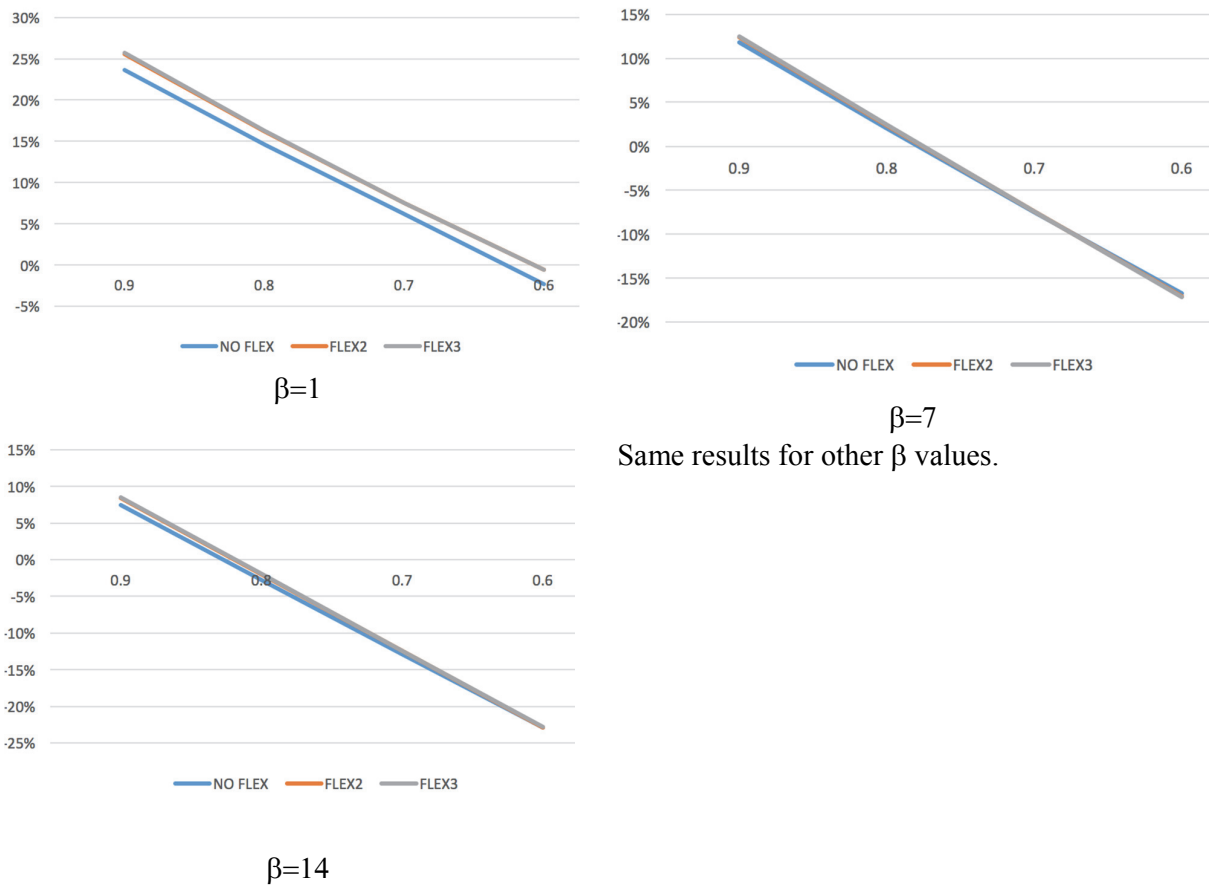 30%
25%
20%
15%
10%
5%
0%
-5%
0.9 0.8 0.7 0.6
NO FLEX FLEX2 FLEX3
β=1
15%
10%
5%
0%
-5%
-10%
-15%
-20%
0.9 0.8 0.7 0.6
NO FLEX FLEX2 FLEX3
β=7
Same results for other β values.
15%
10%
5%
0%
-5%
-10%
-15%
-20%
-25%
0.9 0.8 0.7 0.6
NO FLEX FLEX2 FLEX3
β=14